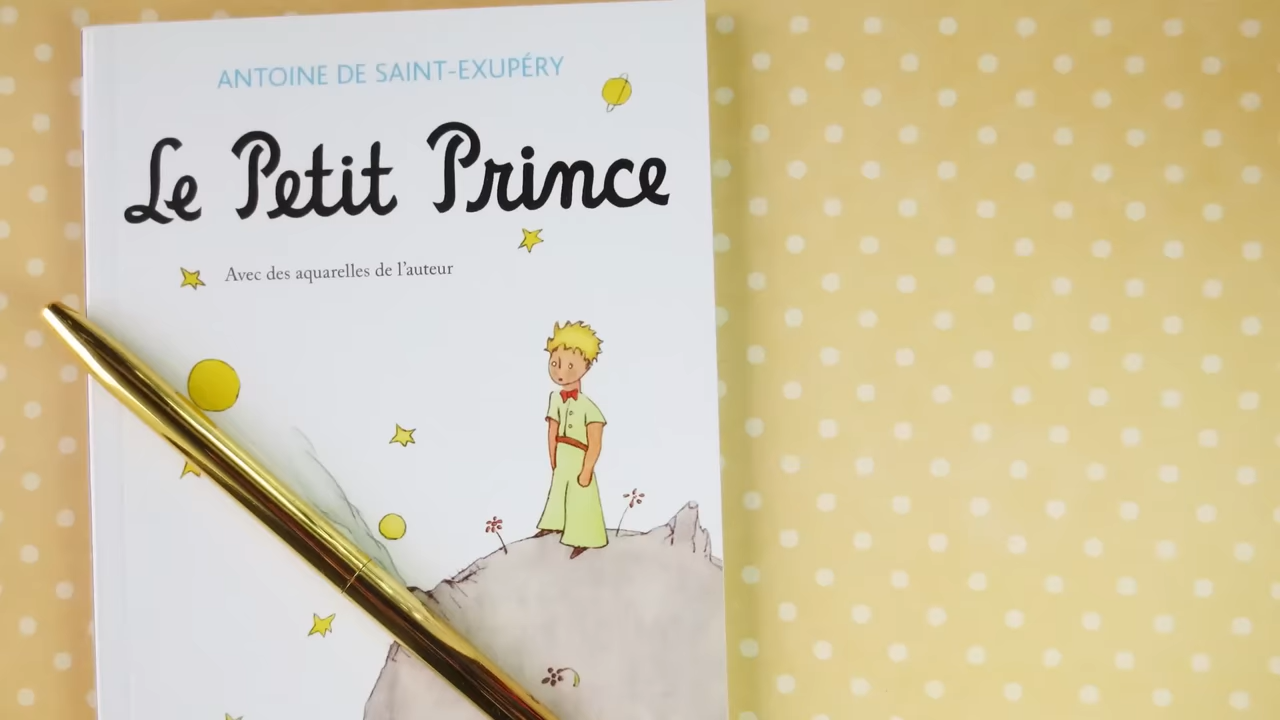 ANTOINE DE SAINT-EXUPÉRY
Le Petit Prince
Avec des aquarelles de l'auteur